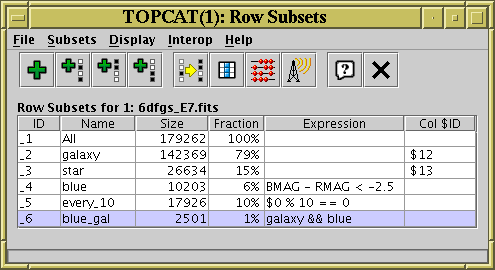 TOPCAT(1): Row Subsets
File Subsets Display Interop Help
Row Subsets for 1: 6dfgs_E7.fits
ID Name Size Fraction Expression Col $ID
_1 All 179262 100%
_2 galaxy 142369 79% $12
_3 star 26634 15% $13
_4 blue 10203 6% BMAG - RMAG < -2.5
_5 every_10 17926 10% $0 % 10 == 0
_6 blue_gal 2501 1% galaxy && blue